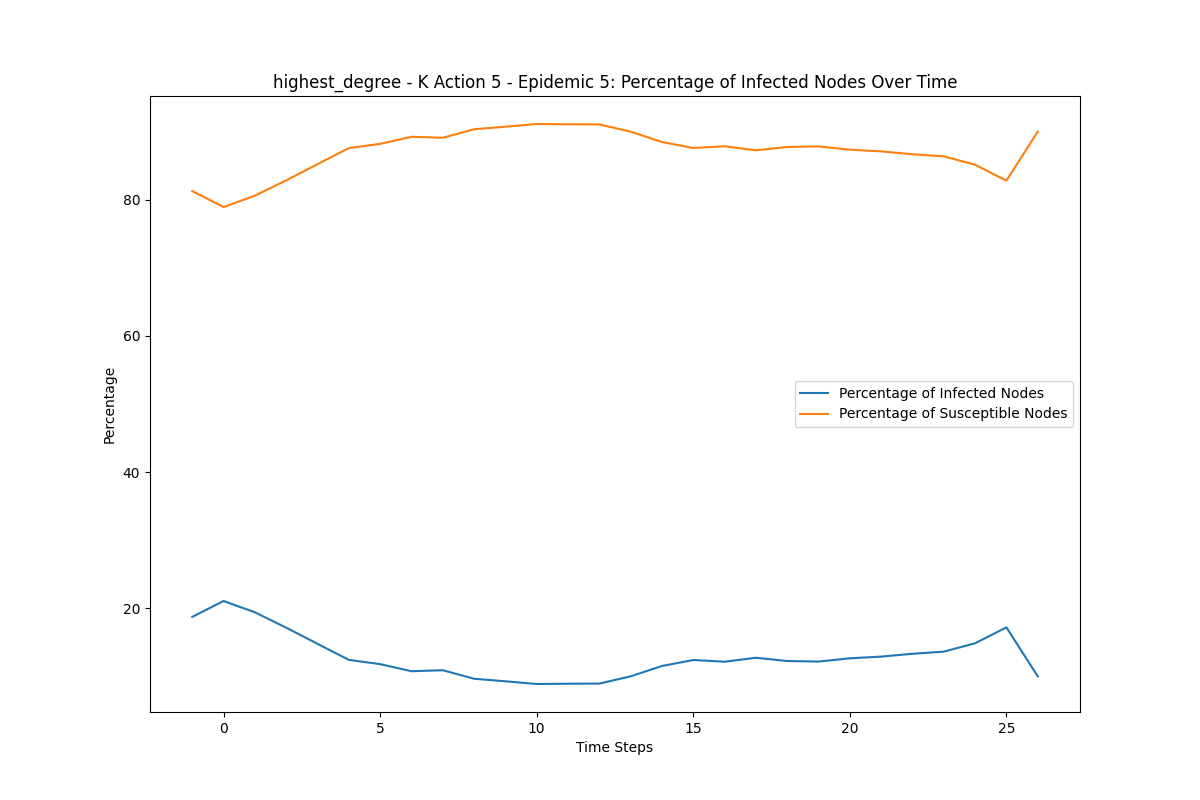 highest_degree - K Action 5 - Epidemic 5: Percentage of Infected Nodes Over Time
80
60
40
20
Percentage
Percentage of Infected Nodes
Percentage of Susceptible Nodes
0 5 10 15 20 25
Time Steps